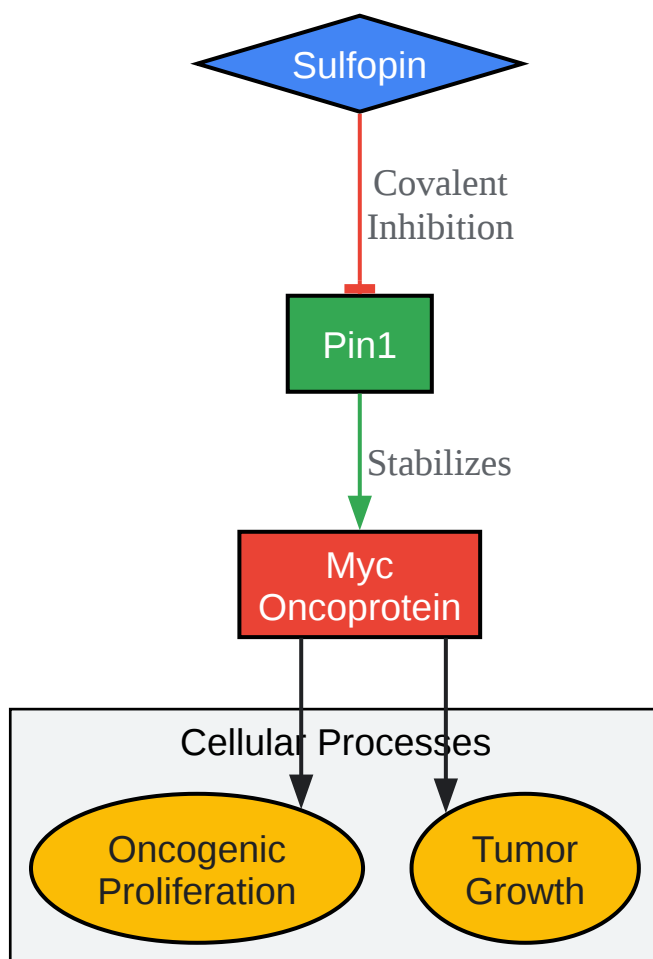 Sulfopin
Covalent
Inhibition
Pin1
Stabilizes
Myc
Oncoprotein
Cellular Processes
Oncogenic
Proliferation
Tumor
Growth